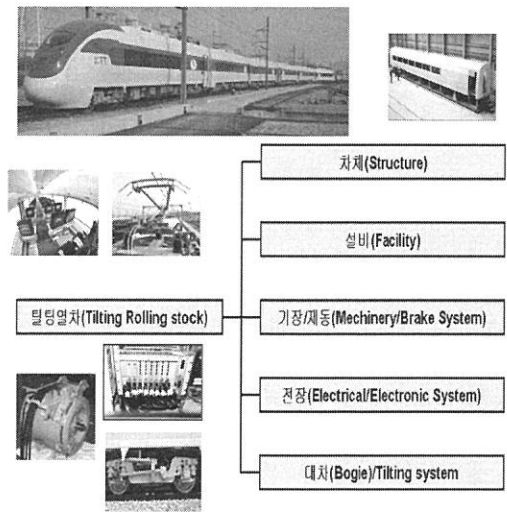 차체(Structure)
설비(Facility)
틸팅열차(Tilting Rolling stock)
기장/제동(Mechinery/Brake System)
전장(Electrical/Electronic System)
대차(Bogie)/Tilting system